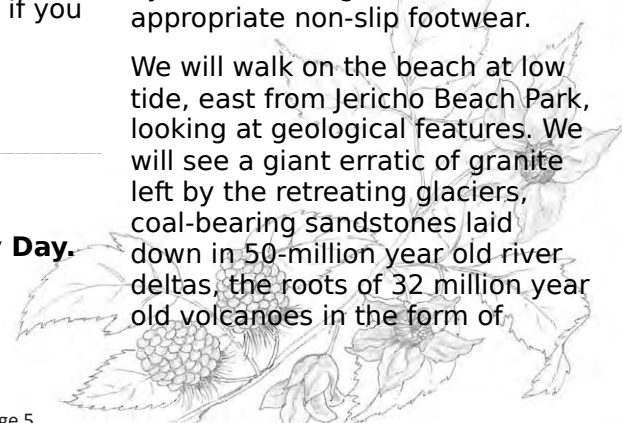 if you
Day.
appropriate non-slip footwear.
We will walk on the beach at low
tide, east from Jericho Beach Park,
looking at geological features. We
will see a giant erratic of granite
left by the retreating glaciers,
coal-bearing sandstones laid
down in 50-million year old river
deltas, the roots of 32 million year
old volcanoes in the form of
5